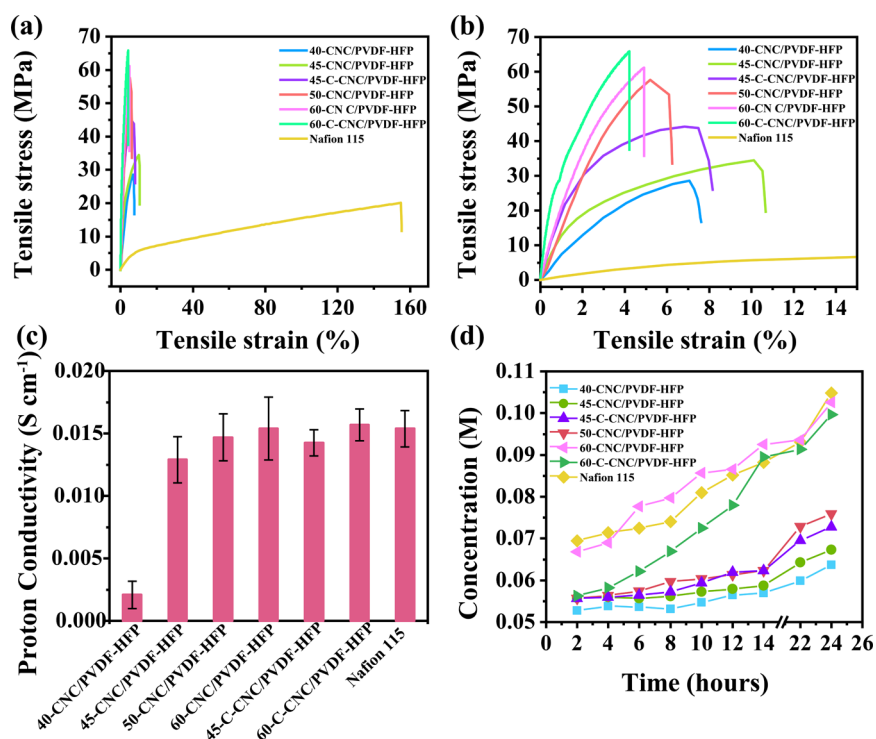 (a)
Tensile stress (MPa)
70
60
50
40
30
20
10
0
40-CNC/PVDF-HFP
45-CNC/PVDF-HFP
45-C-CNC/PVDF-HFP
50-CNC/PVDF-HFP
60-CN C/PVDF-HFP
60-C-CNC/PVDF-HFP
Nafion 115
0 40 80 120 160
Tensile strain (%)
(b)
Tensile stress (MPa)
70
60
50
40
30
20
10
0
40-CNC/PVDF-HFP
45-CNC/PVDF-HFP
45-C-CNC/PVDF-HFP
50-CNC/PVDF-HFP
60-CN C/PVDF-HFP
60-C-CNC/PVDF-HFP
Nafion 115
0 2 4 6 8 10 12 14
Tensile strain (%)
(c)
Proton Conductivity (S cm⁻¹)
0.020
0.015
0.010
0.005
0.000
40-CNC/PVDF-HFP
45-CNC/PVDF-HFP
50-CNC/PVDF-HFP
60-CNC/PVDF-HFP
45-C-CNC/PVDF-HFP
60-C-CNC/PVDF-HFP
Nafion 115
(d)
Concentration (M)
0.11
0.10
0.09
0.08
0.07
0.06
0.05
40-CNC/PVDF-HFP
45-CNC/PVDF-HFP
45-C-CNC/PVDF-HFP
50-CNC/PVDF-HFP
60-CNC/PVDF-HFP
60-C-CNC/PVDF-HFP
Nafion 115
0 2 4 6 8 10 12 14 22 24 26
Time (hours)